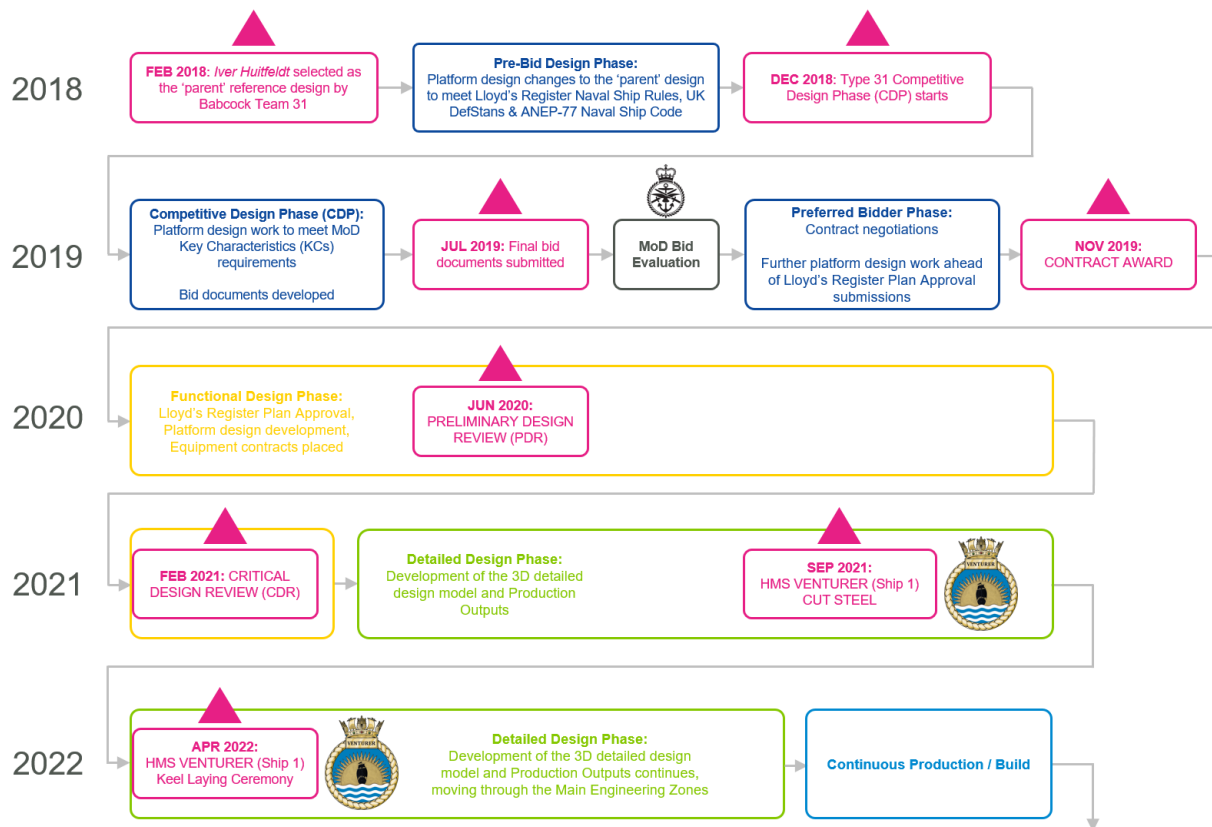 2018
FEB 2018: Iver Huitfeldt selected as
the 'parent' reference design by
Babcock Team 31
Pre-Bid Design Phase:
Platform design changes to the 'parent' design
to meet Lloyd's Register Naval Ship Rules, UK
DefStans & ANEP-77 Naval Ship Code
DEC 2018: Type 31 Competitive
Design Phase (CDP) starts
2019
Competitive Design Phase (CDP):
Platform design work to meet MoD
Key Characteristics (KCs)
requirements
Bid documents developed
JUL 2019: Final bid
documents submitted
MoD Bid
Evaluation
Preferred Bidder Phase:
Contract negotiations
Further platform design work ahead
of Lloyd's Register Plan Approval
submissions
NOV 2019:
CONTRACT AWARD
2020
Functional Design Phase:
Lloyd's Register Plan Approval,
Platform design development,
Equipment contracts placed
JUN 2020:
PRELIMINARY DESIGN
REVIEW (PDR)
2021
FEB 2021: CRITICAL
DESIGN REVIEW (CDR)
Detailed Design Phase:
Development of the 3D detailed
design model and Production
Outputs
SEP 2021:
HMS VENTURER (Ship 1)
CUT STEEL
VENTURER
2022
APR 2022:
HMS VENTURER (Ship 1)
Keel Laying Ceremony
VENTURER
Detailed Design Phase:
Development of the 3D detailed design
model and Production Outputs continues,
moving through the Main Engineering Zones
Continuous Production / Build